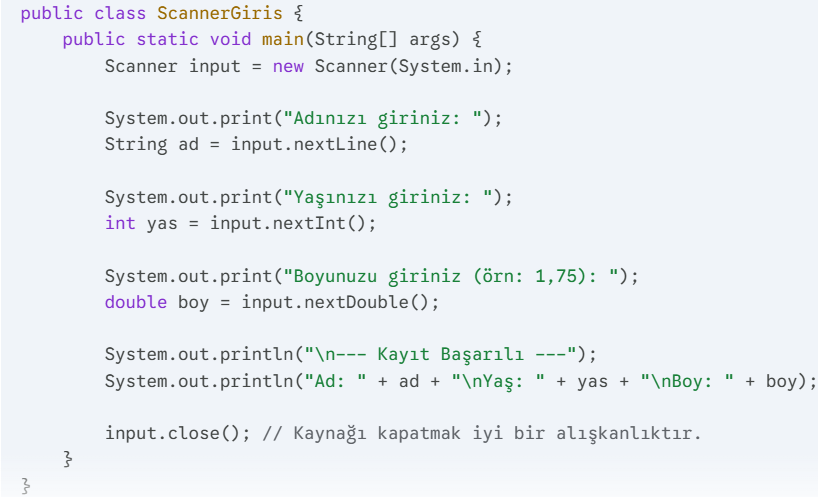 public class ScannerGiris {
    public static void main(String[] args) {
        Scanner input = new Scanner(System.in);

        System.out.print("Adınızı giriniz: ");
        String ad = input.nextLine();

        System.out.print("Yaşınızı giriniz: ");
        int yas = input.nextInt();

        System.out.print("Boyunuzu giriniz (örn: 1,75): ");
        double boy = input.nextDouble();

        System.out.println("\n--- Kayıt Başarılı ---");
        System.out.println("Ad: " + ad + "\nYaş: " + yas + "\nBoy: " + boy);

        input.close(); // Kaynağı kapatmak iyi bir alışkanlıktır.
    }
}